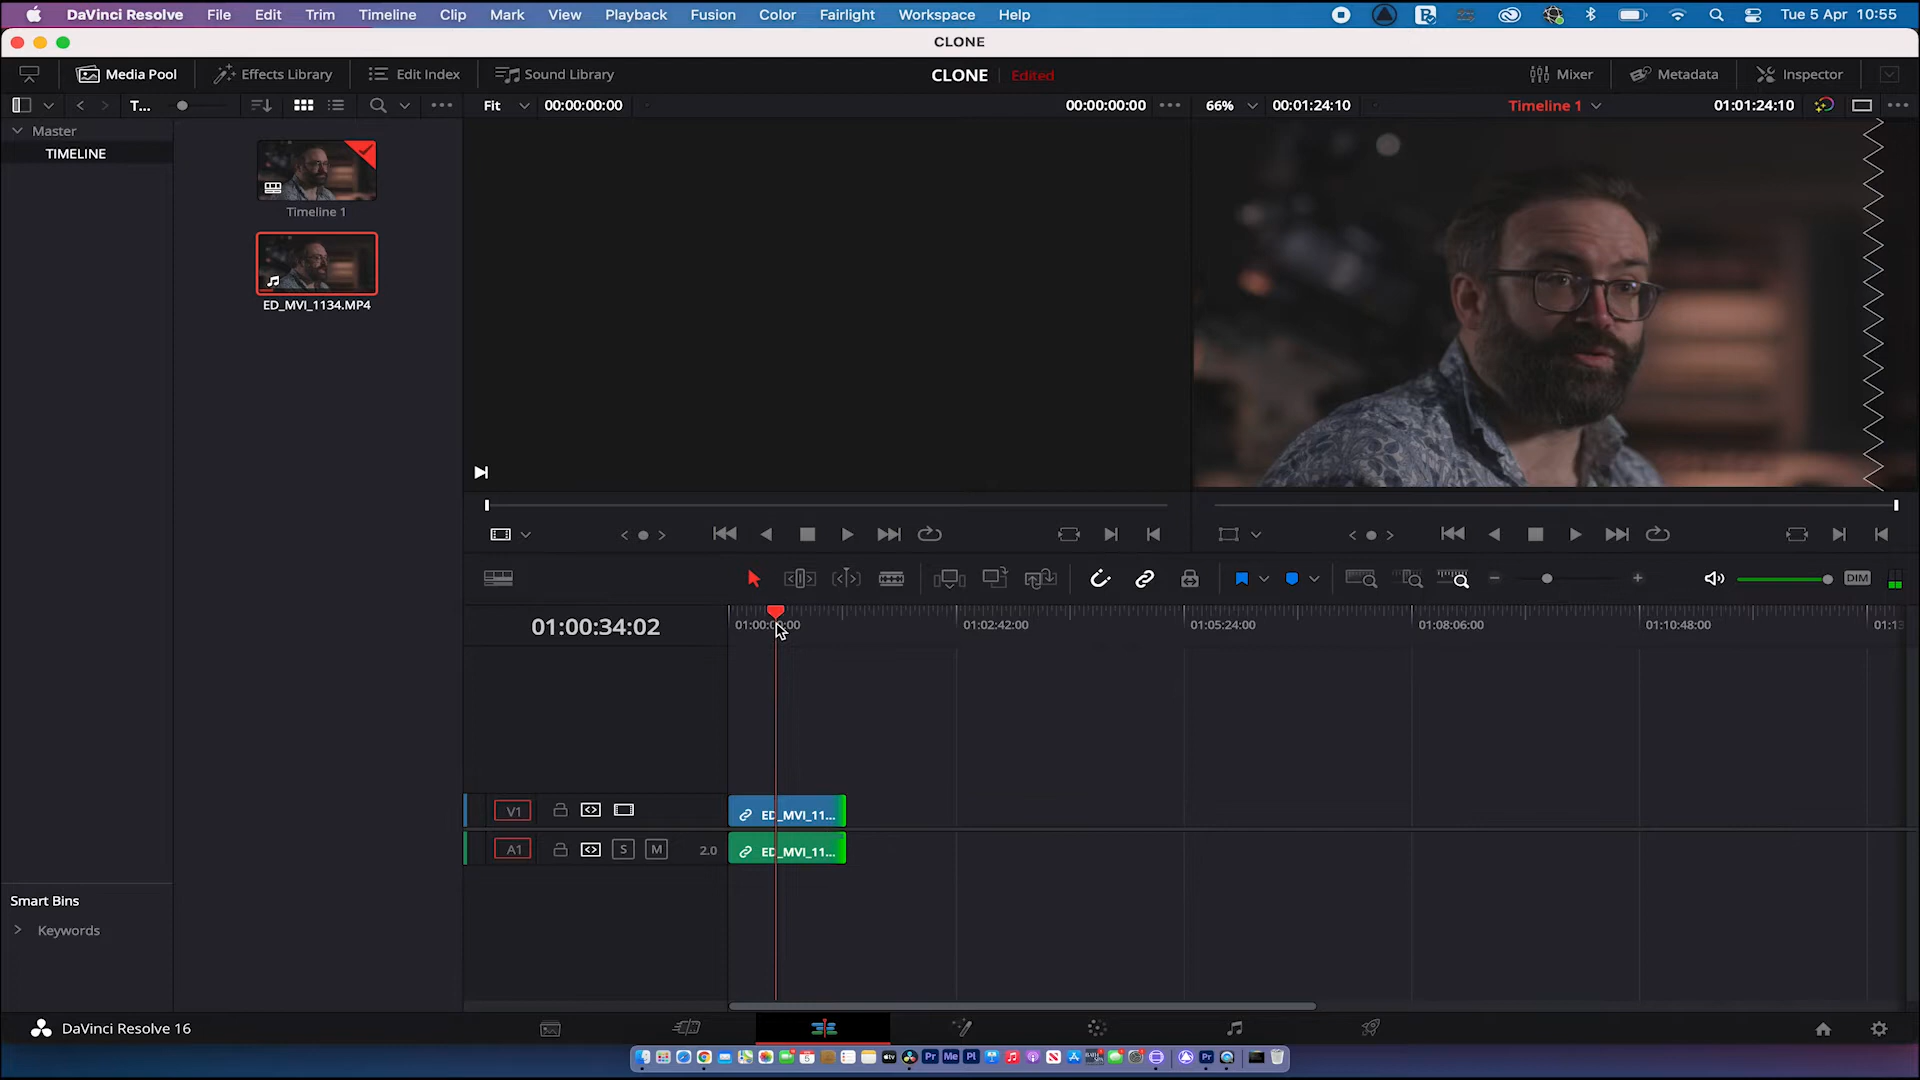 DaVinci Resolve File Edit Trim Timeline Clip Mark View Playback Fusion Color Fairlight Workspace Help Tue 5 Apr 10:55
CLONE
Media Pool Effects Library Edit Index Sound Library CLONE Edited Mixer Metadata Inspector
T... Fit 00:00:00:00 00:00:00:00 66% 00:01:24:10 Timeline 1 01:01:24:10
Master
TIMELINE
Timeline 1
ED_MVI_1134.MP4
DIM
01:00:34:02
01:02:42:00 01:05:24:00 01:08:06:00 01:10:48:00
V1 ED_MVI_11...
A1 S M 2.0 ED_MVI_11...
Smart Bins
Keywords
DaVinci Resolve 16
Pr Me Pl Pr